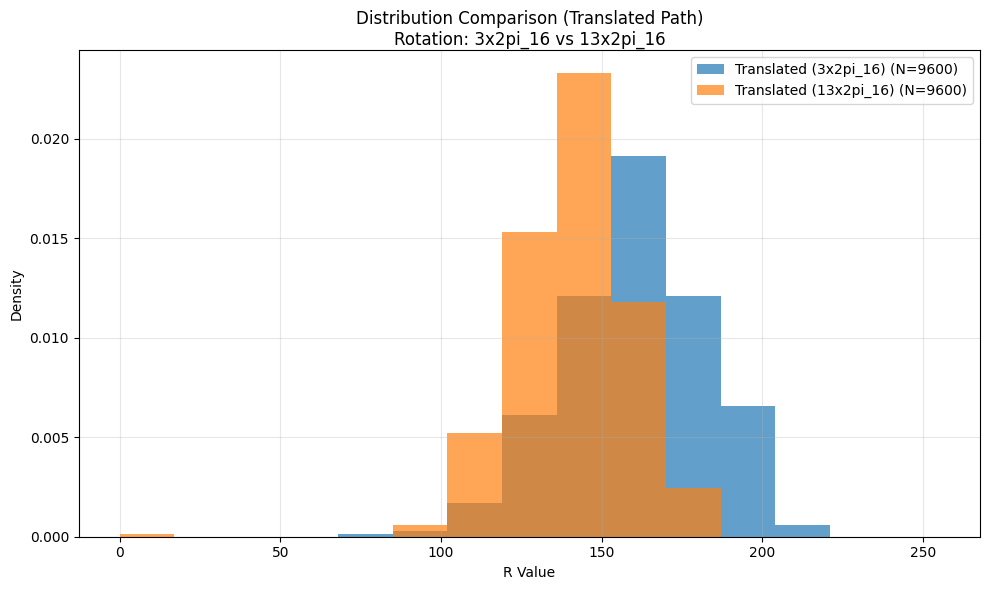 Distribution Comparison (Translated Path)
Rotation: 3x2pi_16 vs 13x2pi_16
Translated (3x2pi_16) (N=9600)
Translated (13x2pi_16) (N=9600)
Density
0.020
0.015
0.010
0.005
0.000
0 50 100 150 200 250
R Value